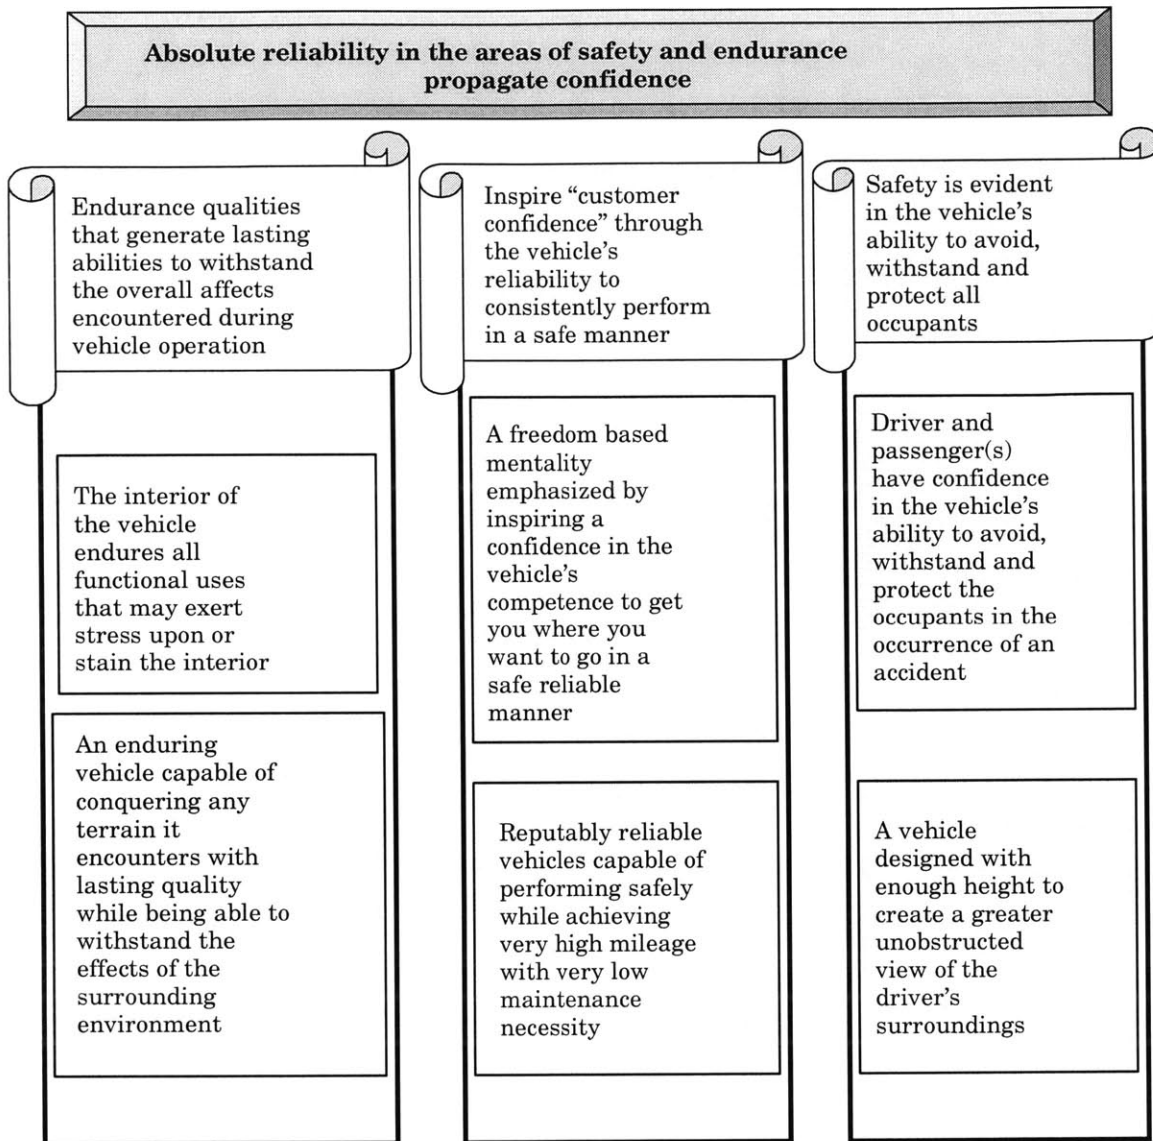 Absolute reliability in the areas of safety and endurance
propagate confidence
Endurance qualities
that generate lasting
abilities to withstand
the overall affects
encountered during
vehicle operation
The interior of
the vehicle
endures all
functional uses
that may exert
stress upon or
stain the interior
An enduring
vehicle capable of
conquering any
terrain it
encounters with
lasting quality
while being able to
withstand the
effects of the
surrounding
environment
Inspire “customer
confidence” through
the vehicle’s
reliability to
consistently perform
in a safe manner
A freedom based
mentality
emphasized by
inspiring a
confidence in the
vehicle’s
competence to get
you where you
want to go in a
safe reliable
manner
Reputably reliable
vehicles capable of
performing safely
while achieving
very high mileage
with very low
maintenance
necessity
Safety is evident
in the vehicle’s
ability to avoid,
withstand and
protect all
occupants
Driver and
passenger(s)
have confidence
in the vehicle’s
ability to avoid,
withstand and
protect the
occupants in the
occurrence of an
accident
A vehicle
designed with
enough height to
create a greater
unobstructed
view of the
driver’s
surroundings